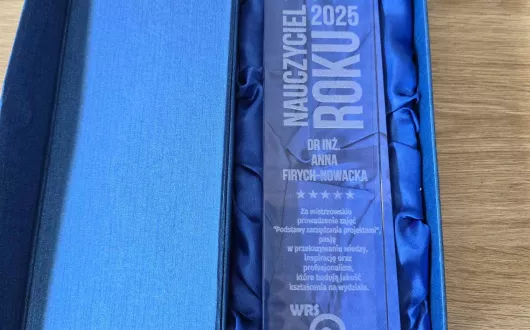 NAUCZYCIEL
ROKU 2025
DR INŻ.
ANNA
FIRYCH-NOWACKA
Za mistrzowskie
prowadzenie zajęć
"Podstawy zarządzania projektami",
pasję
w przekazywaniu wiedzy,
inspirację oraz
profesjonalizm,
które budują jakość
kształcenia na wydziale.
WRS